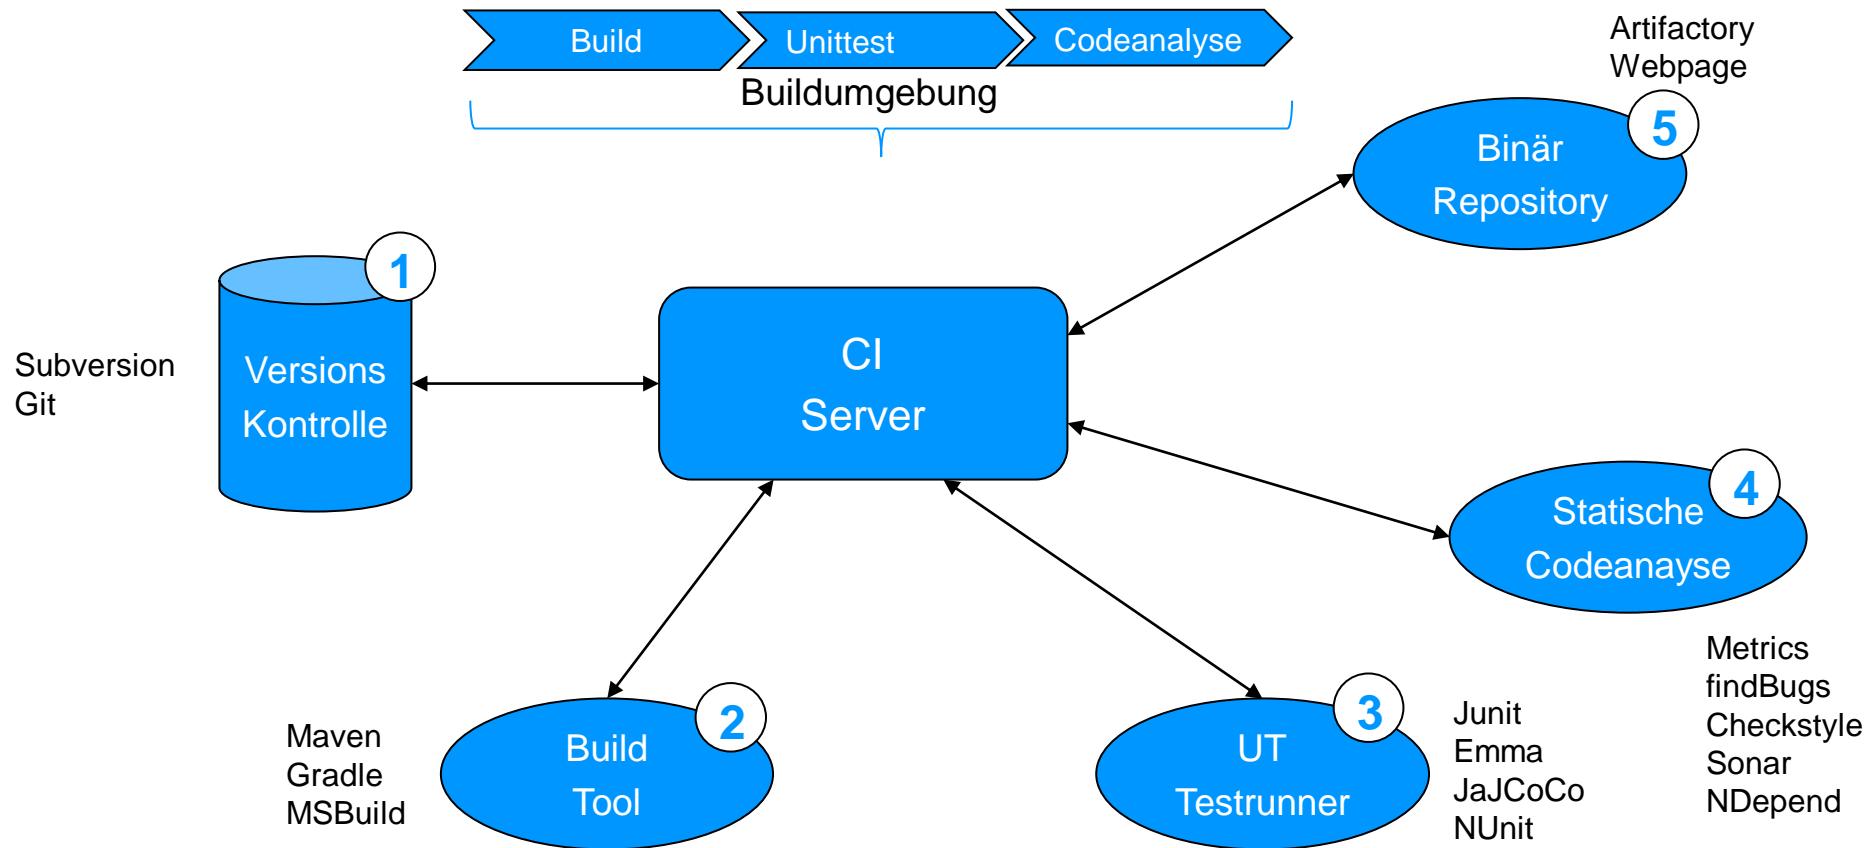 Build
Unittest
Codeanalyse
Buildumgebung
Artifactory
Webpage
5
Binär
Repository
1
Versions
Kontrolle
Subversion
Git
CI
Server
4
Statische
Codeanayse
Metrics
findBugs
Checkstyle
Sonar
NDepend
2
Build
Tool
Maven
Gradle
MSBuild
3
UT
Testrunner
Junit
Emma
JaJCoCo
NUnit